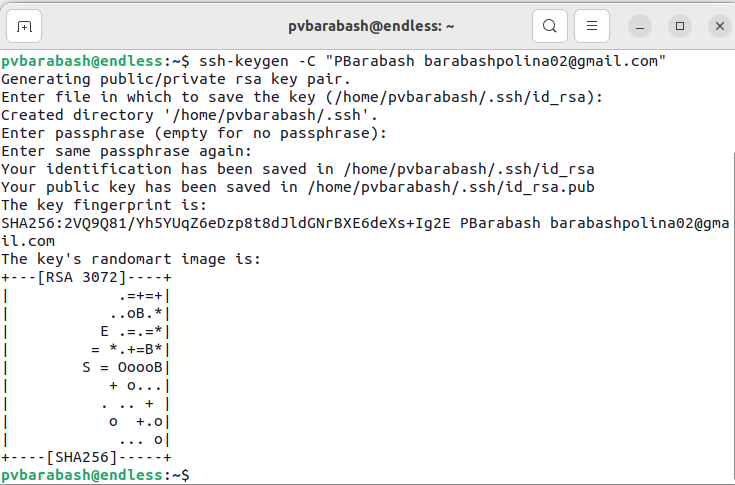 pvbarabash@endless: ~
pvbarabash@endless:~$ ssh-keygen -C "PBarabash barabashpolina02@gmail.com"
Generating public/private rsa key pair.
Enter file in which to save the key (/home/pvbarabash/.ssh/id_rsa):
Created directory '/home/pvbarabash/.ssh'.
Enter passphrase (empty for no passphrase):
Enter same passphrase again:
Your identification has been saved in /home/pvbarabash/.ssh/id_rsa
Your public key has been saved in /home/pvbarabash/.ssh/id_rsa.pub
The key fingerprint is:
SHA256:2VQ9Q81/Yh5YUqZ6eDzp8t8dJldGNrBXE6deXs+Ig2E PBarabash barabashpolina02@gma
il.com
The key's randomart image is:
+---[RSA 3072]----+
|            .=+=+|
|           ..oB.*|
|          E .=.=*|
|         = *.+=B*|
|        S = OoooB|
|           + o...|
|          . .. + |
|           o  +.o|
|            ... o|
+----[SHA256]-----+
pvbarabash@endless:~$